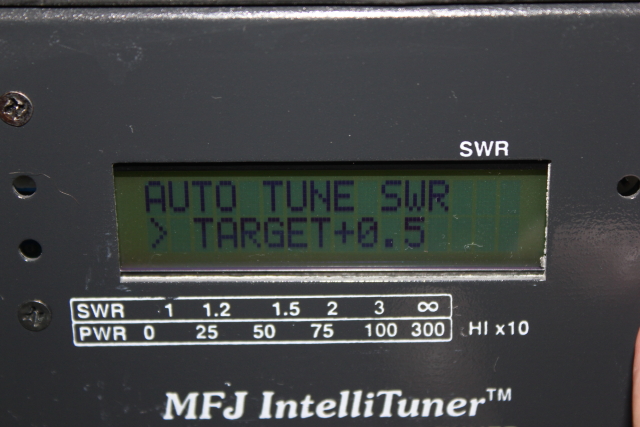 SWR
AUTO TUNE SWR
> TARGET+0.5
SWR 1 1.2 1.5 2 3 ∞
PWR 0 25 50 75 100 300 HI x10
MFJ IntelliTuner™